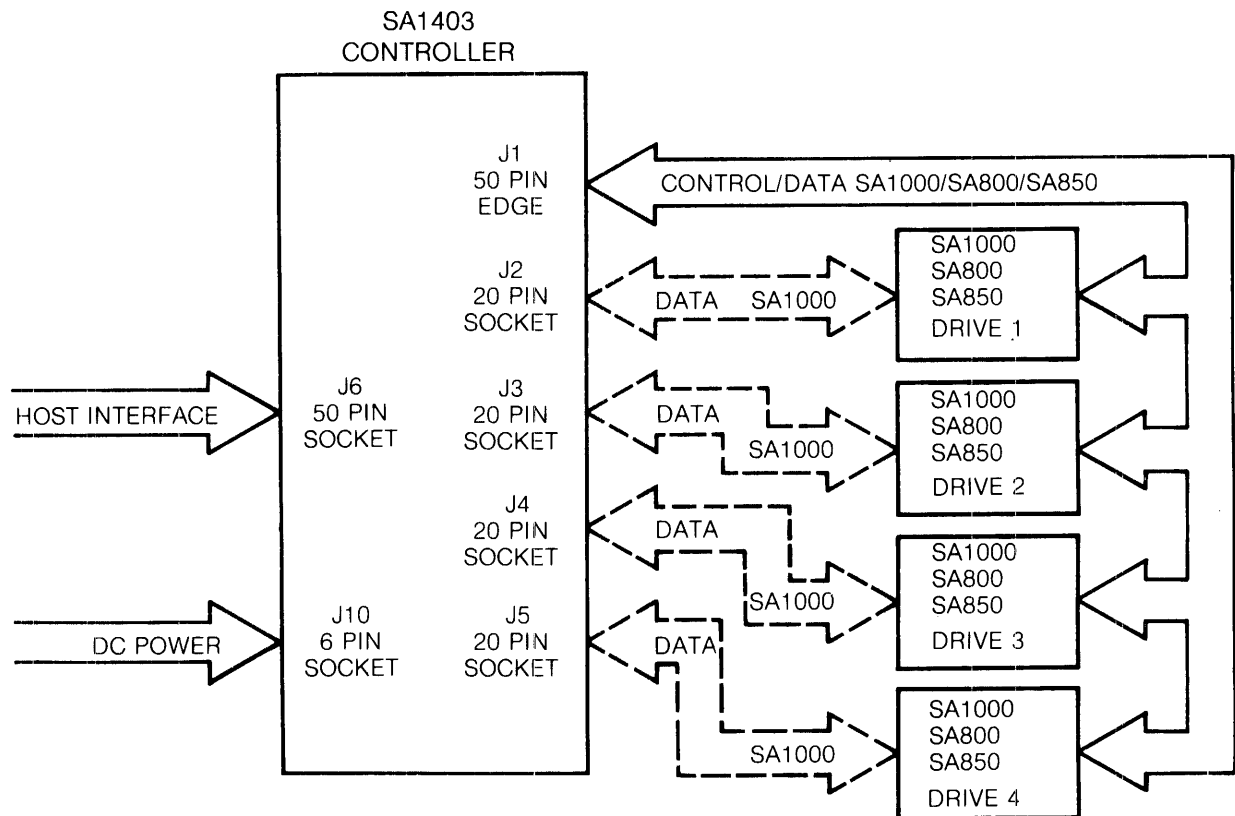 SA1403
CONTROLLER
J1
50 PIN
EDGE
CONTROL/DATA SA1000/SA800/SA850
J2
20 PIN
SOCKET
DATA SA1000
SA1000
SA800
SA850
DRIVE 1
HOST INTERFACE
J6
50 PIN
SOCKET
J3
20 PIN
SOCKET
DATA
SA1000
SA1000
SA800
SA850
DRIVE 2
J4
20 PIN
SOCKET
DATA
SA1000
SA1000
SA800
SA850
DRIVE 3
DC POWER
J10
6 PIN
SOCKET
J5
20 PIN
SOCKET
DATA
SA1000
SA1000
SA800
SA850
DRIVE 4